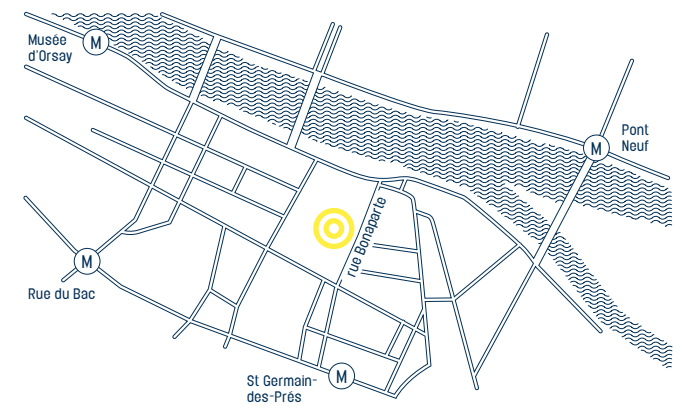 Musée
d'Orsay
M
Pont
Neuf
M
rue Bonaparte
M
Rue du Bac
St Germain-
des-Prés
M